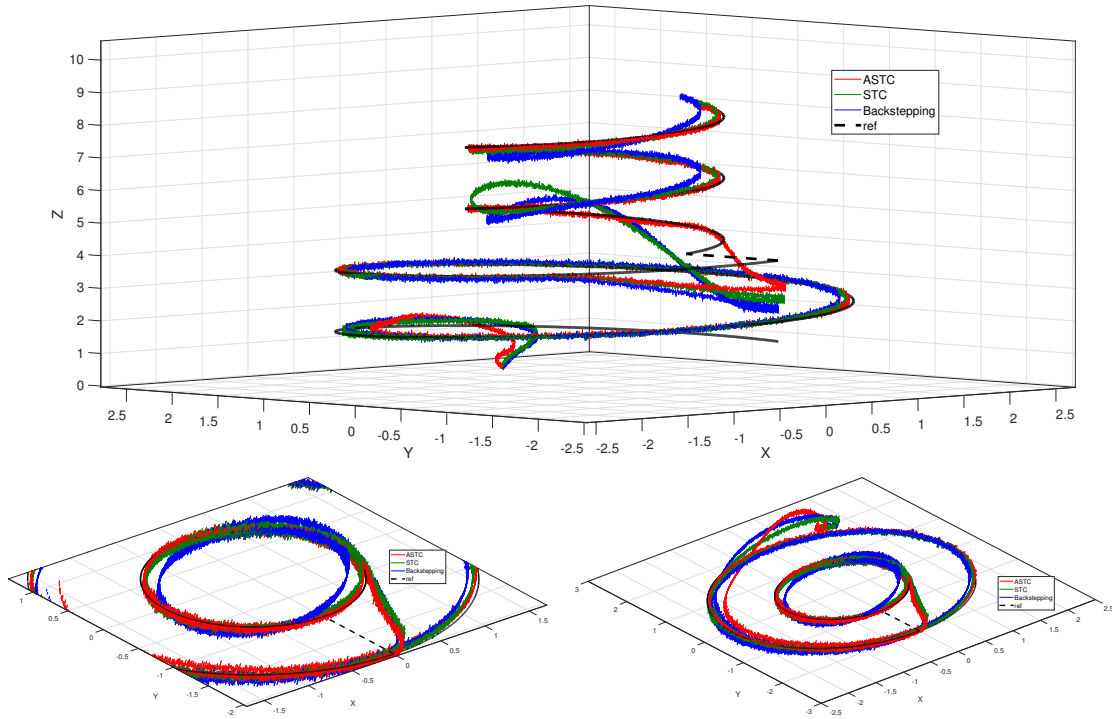 10
9
8
7
6
5
4
3
2
1
0
Z
ASTC
STC
Backstepping
ref
2.5 2 1.5 1 0.5 0 -0.5 -1 -1.5 -2 -2.5
Y
-2.5 -2 -1.5 -1 -0.5 0 0.5 1 1.5 2 2.5
X
ASTC
STC
Backstepping
ref
1 0.5 0 -0.5 -1 -1.5 -2
Y
-1.5 -1 -0.5 0 0.5 1 1.5
X
ASTC
STC
Backstepping
ref
3 2 1 0 -1 -2 -3
Y
-2.5 -2 -1.5 -1 -0.5 0 0.5 1 1.5 2 2.5
X